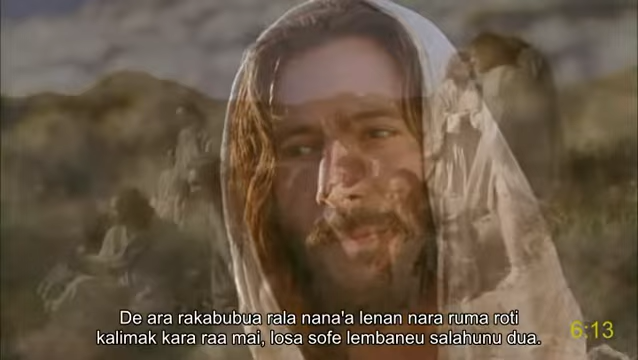 De ara rakabubua rala nana'a lenan nara ruma roti
kalimak kara raa mai, losa sofe lembaneu salahunu dua.
6:13